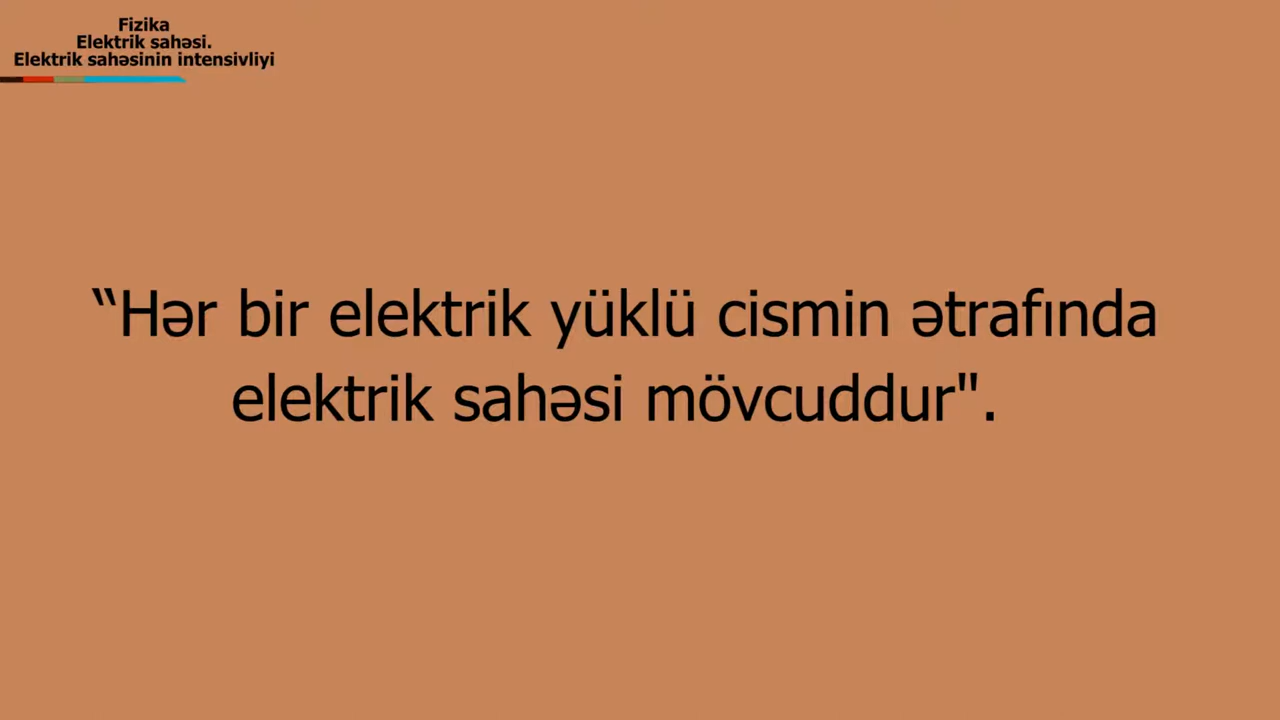 Fizika
Elektrik sahəsi.
Elektrik sahəsinin intensivliyi
“Hər bir elektrik yüklü cismin ətrafında
elektrik sahəsi mövcuddur".